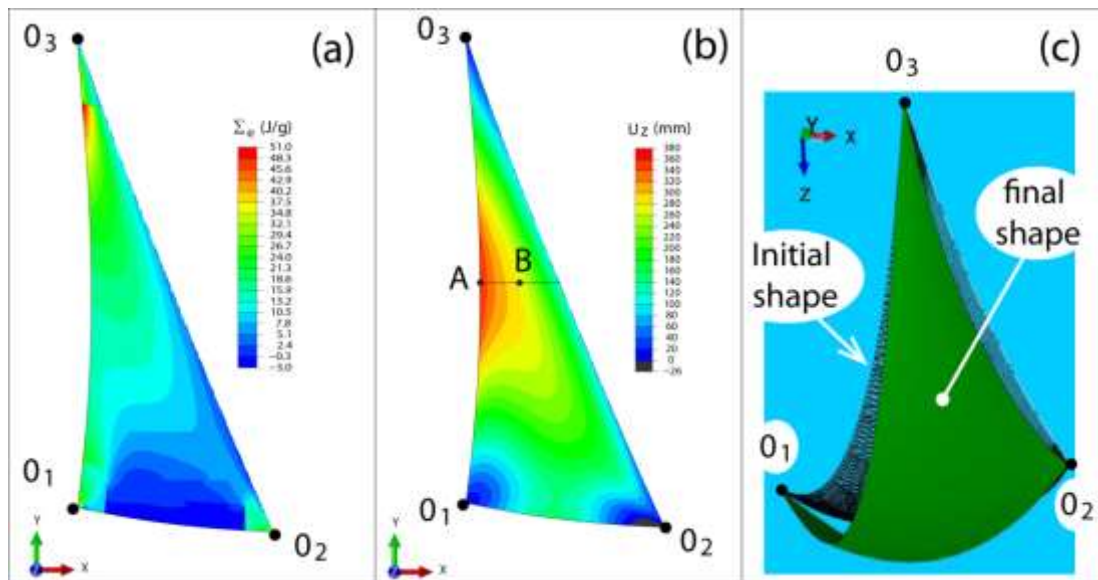 (a)
0₃
Σₑ (J/g)
51.0
48.3
45.6
42.9
40.2
37.5
34.8
32.1
29.4
26.7
24.0
21.3
18.6
15.9
13.2
10.5
7.8
5.1
2.4
−0.3
−3.0
0₁
0₂
Y
X
Z
(b)
0₃
U_Z (mm)
380
360
340
320
300
280
260
240
220
200
180
160
140
120
100
80
60
40
20
0
−26
A
B
0₁
0₂
Y
X
Z
(c)
0₃
Y
X
Z
final
shape
Initial
shape
0₁
0₂